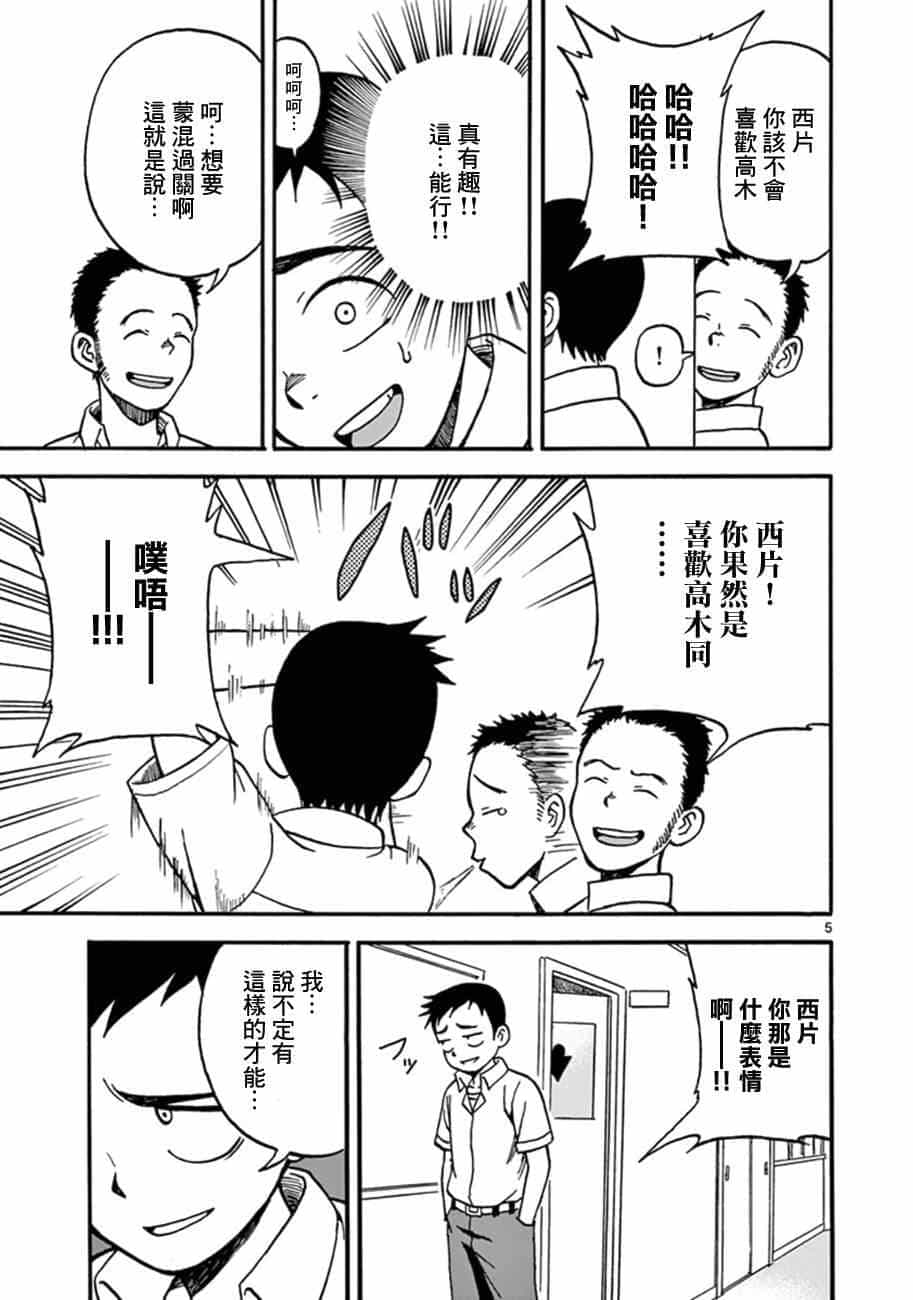 西片
你該不會
喜歡高木
哈哈!!
哈哈哈哈!
!
真有趣!!
這…能行!!
呵呵呵…
呵…想要
蒙混過關啊
這就是說…
西片!
你果然是
喜歡高木同
……
噗唔——
——!!!
5
西片
你那是
什麼表情
啊——!!
フッ
我…
說不定有
這樣的才能…